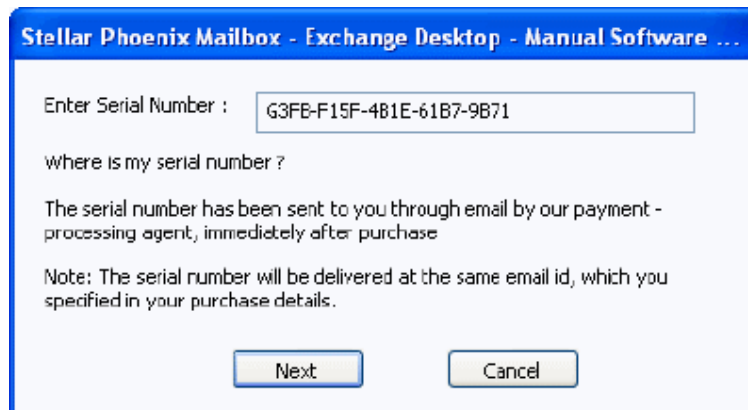 Stellar Phoenix Mailbox - Exchange Desktop - Manual Software ...
Enter Serial Number :
G3FB-F15F-4B1E-61B7-9B71
Where is my serial number ?
The serial number has been sent to you through email by our payment -
processing agent, immediately after purchase
Note: The serial number will be delivered at the same email id, which you
specified in your purchase details.
Next
Cancel